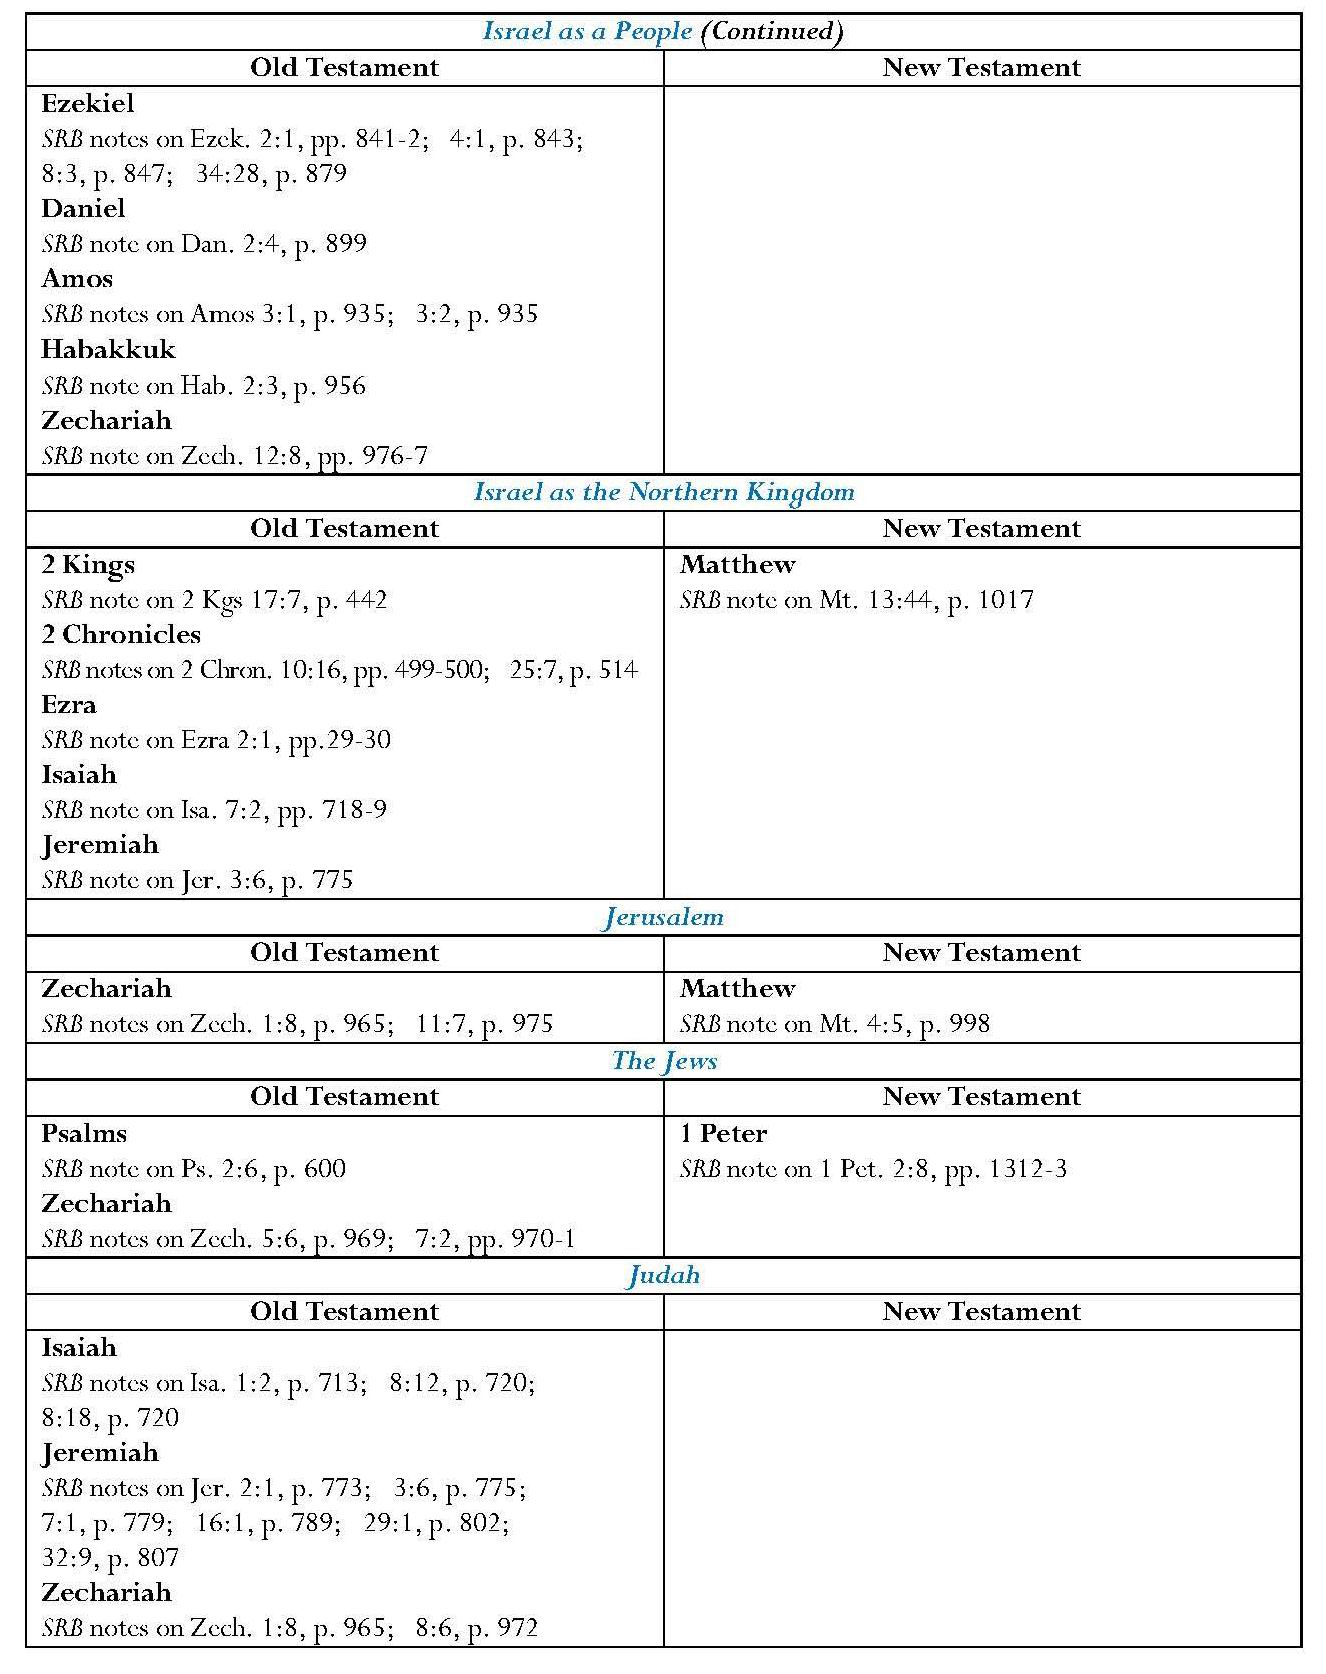 Israel as a People (Continued)
Old Testament
New Testament
Ezekiel
SRB notes on Ezek. 2:1, pp. 841-2; 4:1, p. 843;
8:3, p. 847; 34:28, p. 879
Daniel
SRB note on Dan. 2:4, p. 899
Amos
SRB notes on Amos 3:1, p. 935; 3:2, p. 935
Habakkuk
SRB note on Hab. 2:3, p. 956
Zechariah
SRB note on Zech. 12:8, pp. 976-7
Israel as the Northern Kingdom
Old Testament
New Testament
2 Kings
SRB note on 2 Kgs 17:7, p. 442
2 Chronicles
SRB notes on 2 Chron. 10:16, pp. 499-500; 25:7, p. 514
Ezra
SRB note on Ezra 2:1, pp.29-30
Isaiah
SRB note on Isa. 7:2, pp. 718-9
Jeremiah
SRB note on Jer. 3:6, p. 775
Matthew
SRB note on Mt. 13:44, p. 1017
Jerusalem
Old Testament
New Testament
Zechariah
SRB notes on Zech. 1:8, p. 965; 11:7, p. 975
Matthew
SRB note on Mt. 4:5, p. 998
The Jews
Old Testament
New Testament
Psalms
SRB note on Ps. 2:6, p. 600
Zechariah
SRB notes on Zech. 5:6, p. 969; 7:2, pp. 970-1
1 Peter
SRB note on 1 Pet. 2:8, pp. 1312-3
Judah
Old Testament
New Testament
Isaiah
SRB notes on Isa. 1:2, p. 713; 8:12, p. 720;
8:18, p. 720
Jeremiah
SRB notes on Jer. 2:1, p. 773; 3:6, p. 775;
7:1, p. 779; 16:1, p. 789; 29:1, p. 802;
32:9, p. 807
Zechariah
SRB notes on Zech. 1:8, p. 965; 8:6, p. 972